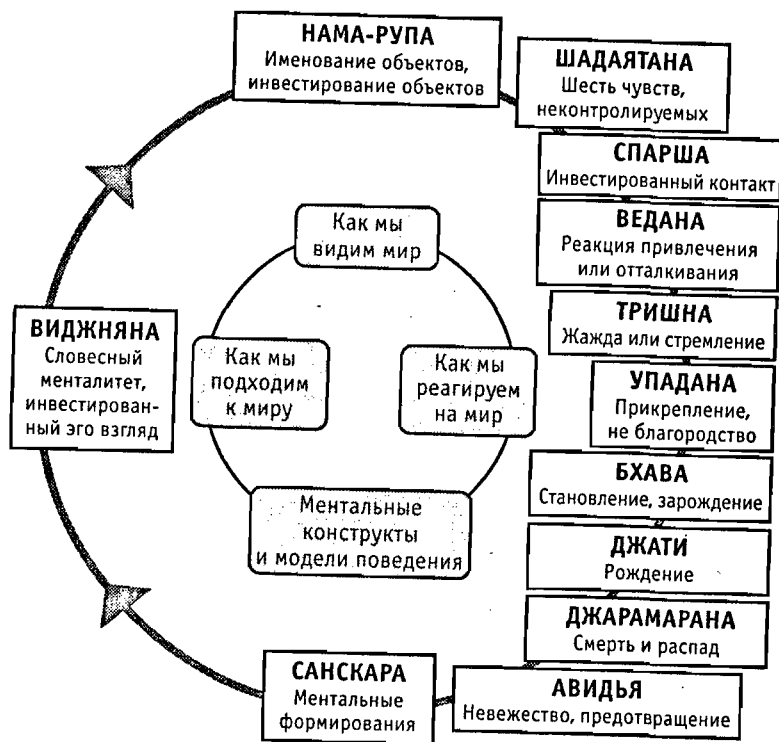 НАМА-РУПА
Именование объектов,
инвестирование объектов
ШАДАЯТАНА
Шесть чувств,
неконтролируемых
СПАРША
Инвестированный контакт
ВЕДАНА
Реакция привлечения
или отталкивания
ТРИШНА
Жажда или стремление
УПАДАНА
Прикрепление,
не благородство
БХАВА
Становление, зарождение
ДЖАТИ
Рождение
ДЖАРАМАРАНА
Смерть и распад
АВИДЬЯ
Невежество, предотвращение
САНСКАРА
Ментальные
формирования
ВИДЖНЯНА
Словесный
менталитет,
инвестирован-
ный эго взгляд
Как мы
видим мир
Как мы
реагируем
на мир
Ментальные
конструкты
и модели поведения
Как мы
подходим
к миру